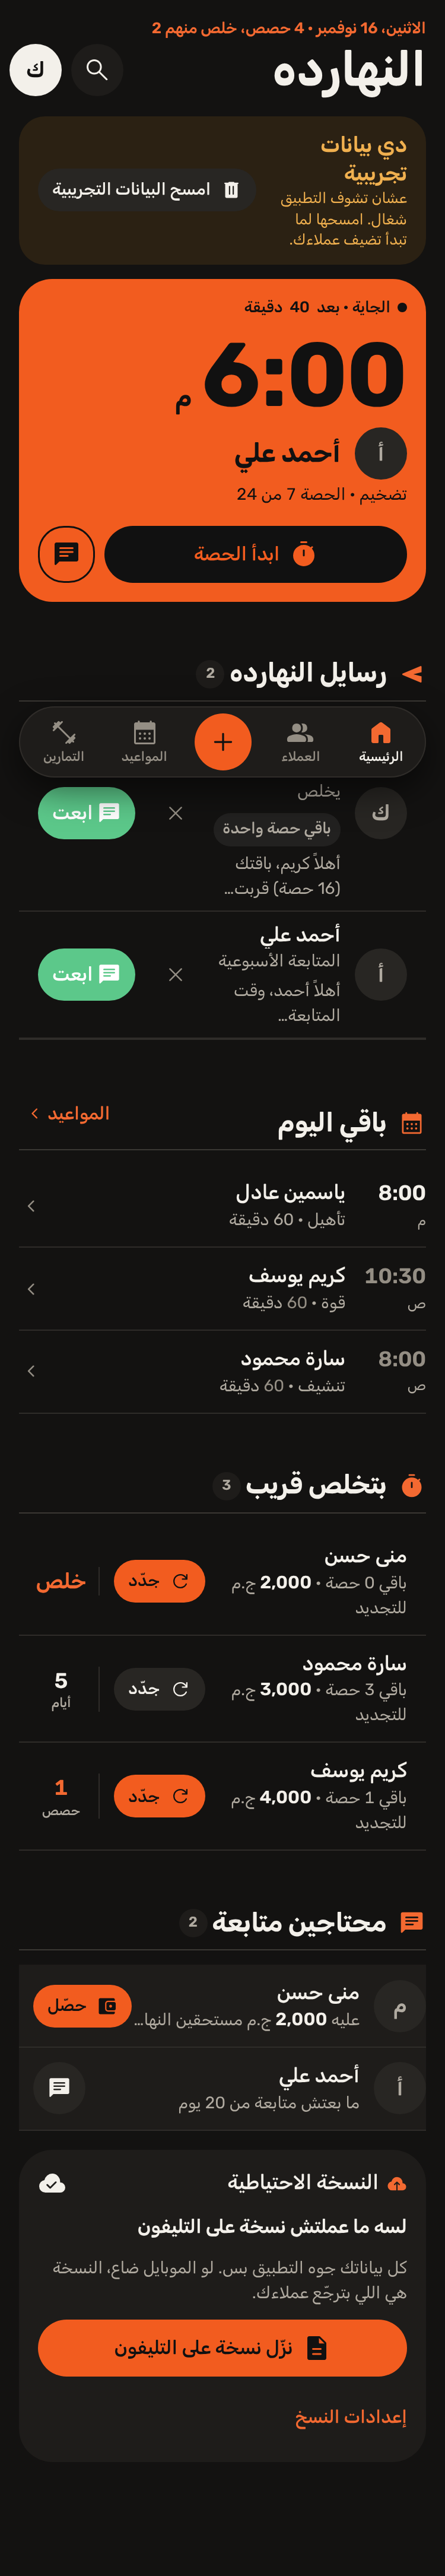 الاثنين، 16 نوفمبر • 4 حصص، خلص منهم 2
النهارده
ك
دي بيانات
تجريبية
عشان تشوف التطبيق
شغال. امسحها لما
تبدأ تضيف عملاءك.
امسح البيانات التجريبية
الجاية • بعد 40 دقيقة
6:00 م
أ
أحمد علي
تضخيم • الحصة 7 من 24
ابدأ الحصة
رسايل النهارده 2
الرئيسية
العملاء
المواعيد
التمارين
ك
يخلص
باقي حصة واحدة
أهلاً كريم، باقتك
(16 حصة) قربت...
ابعت
أ
أحمد علي
المتابعة الأسبوعية
أهلاً أحمد، وقت
المتابعة...
ابعت
باقي اليوم
المواعيد
8:00 م
ياسمين عادل
تأهيل • 60 دقيقة
10:30 ص
كريم يوسف
قوة • 60 دقيقة
8:00 ص
سارة محمود
تنشيف • 60 دقيقة
بتخلص قريب 3
منى حسن
باقي 0 حصة • 2,000 ج.م
للتجديد
جدّد
خلص
سارة محمود
باقي 3 حصة • 3,000 ج.م
للتجديد
جدّد
5
أيام
كريم يوسف
باقي 1 حصة • 4,000 ج.م
للتجديد
جدّد
1
حصص
محتاجين متابعة 2
م
منى حسن
عليه 2,000 ج.م مستحقين النها...
حصّل
أ
أحمد علي
ما بعتش متابعة من 20 يوم
النسخة الاحتياطية
لسه ما عملتش نسخة على التليفون
كل بياناتك جوه التطبيق بس. لو الموبايل ضاع، النسخة
هي اللي بترجّع عملاءك.
نزّل نسخة على التليفون
إعدادات النسخ